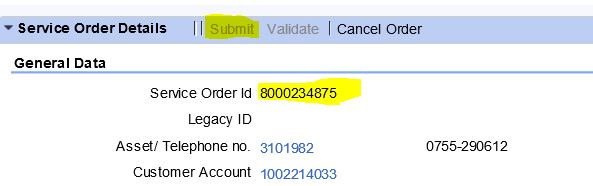 Service Order Details Submit Validate Cancel Order
General Data
Service Order Id 8000234875
Legacy ID
Asset/ Telephone no. 3101982 0755-290612
Customer Account 1002214033